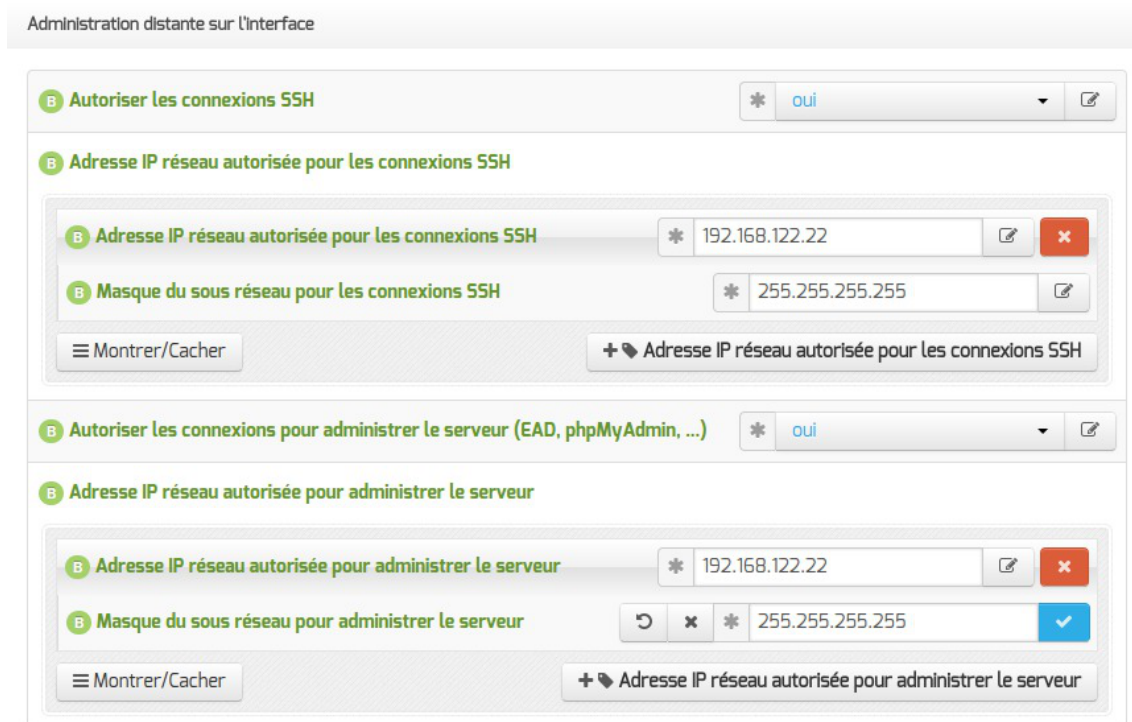 Administration distante sur l'interface
B Autoriser les connexions SSH
oui
B Adresse IP réseau autorisée pour les connexions SSH
B Adresse IP réseau autorisée pour les connexions SSH
192.168.122.22
B Masque du sous réseau pour les connexions SSH
255.255.255.255
Montrer/Cacher
Adresse IP réseau autorisée pour les connexions SSH
B Autoriser les connexions pour administrer le serveur (EAD, phpMyAdmin, ...)
oui
B Adresse IP réseau autorisée pour administrer le serveur
B Adresse IP réseau autorisée pour administrer le serveur
192.168.122.22
B Masque du sous réseau pour administrer le serveur
255.255.255.255
Montrer/Cacher
Adresse IP réseau autorisée pour administrer le serveur